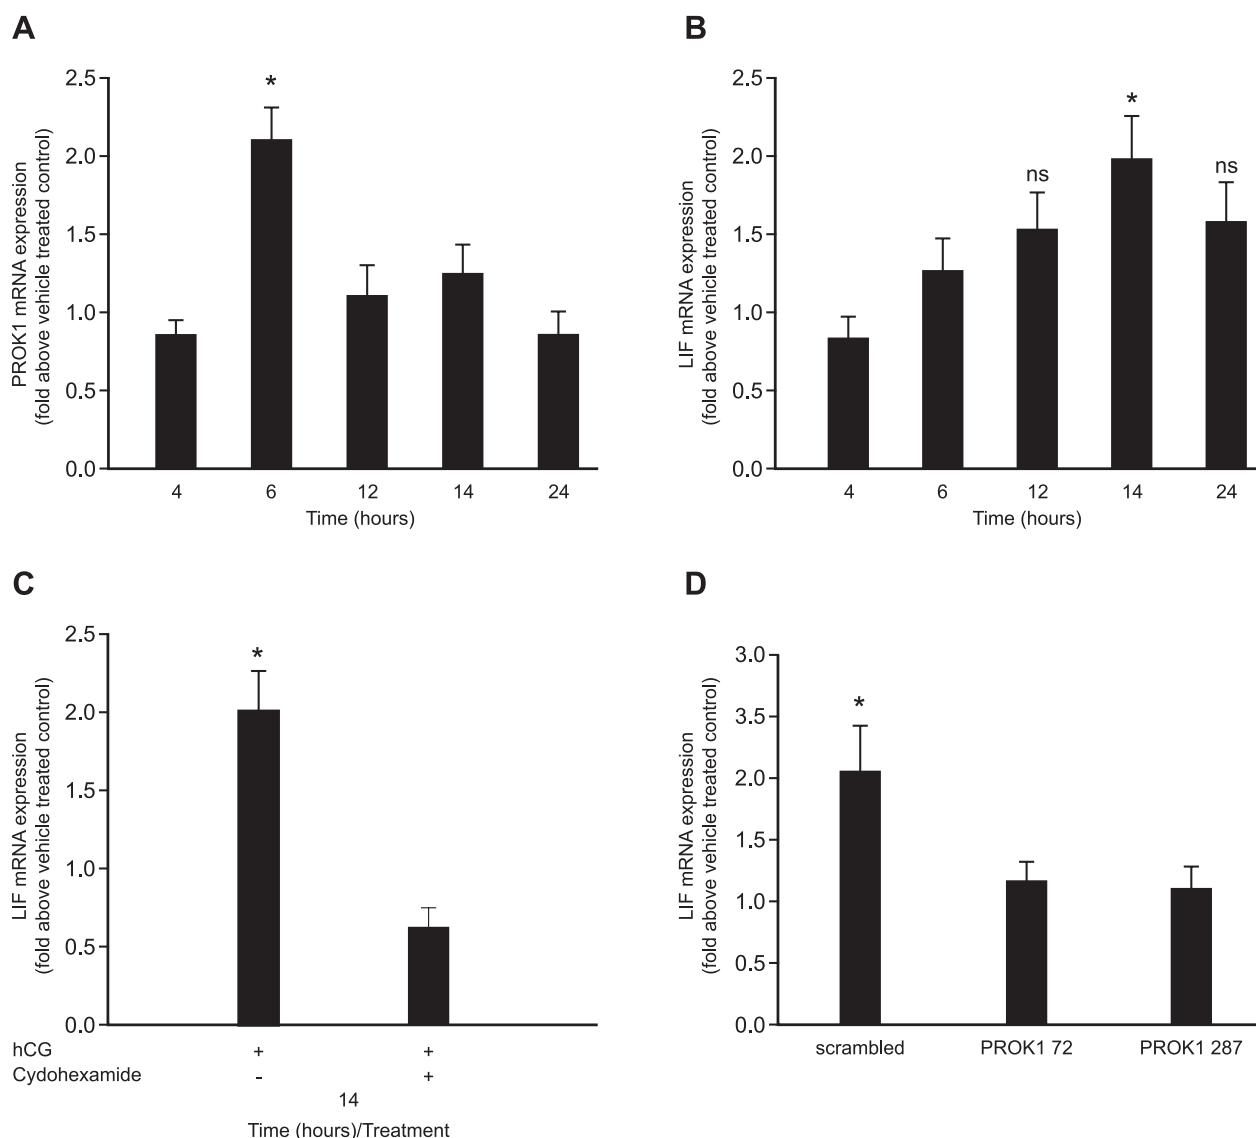 A
PROK1 mRNA expression
(fold above vehicle treated control)
2.5
2.0
1.5
1.0
0.5
0.0
*
4 6 12 14 24
Time (hours)
B
LIF mRNA expression
(fold above vehicle treated control)
2.5
2.0
1.5
1.0
0.5
0.0
ns * ns
4 6 12 14 24
Time (hours)
C
LIF mRNA expression
(fold above vehicle treated control)
2.5
2.0
1.5
1.0
0.5
0.0
*
hCG + +
Cydohexamide - +
14
Time (hours)/Treatment
D
LIF mRNA expression
(fold above vehicle treated control)
3.0
3.5
2.0
1.5
1.0
0.5
0.0
*
scrambled PROK1 72 PROK1 287